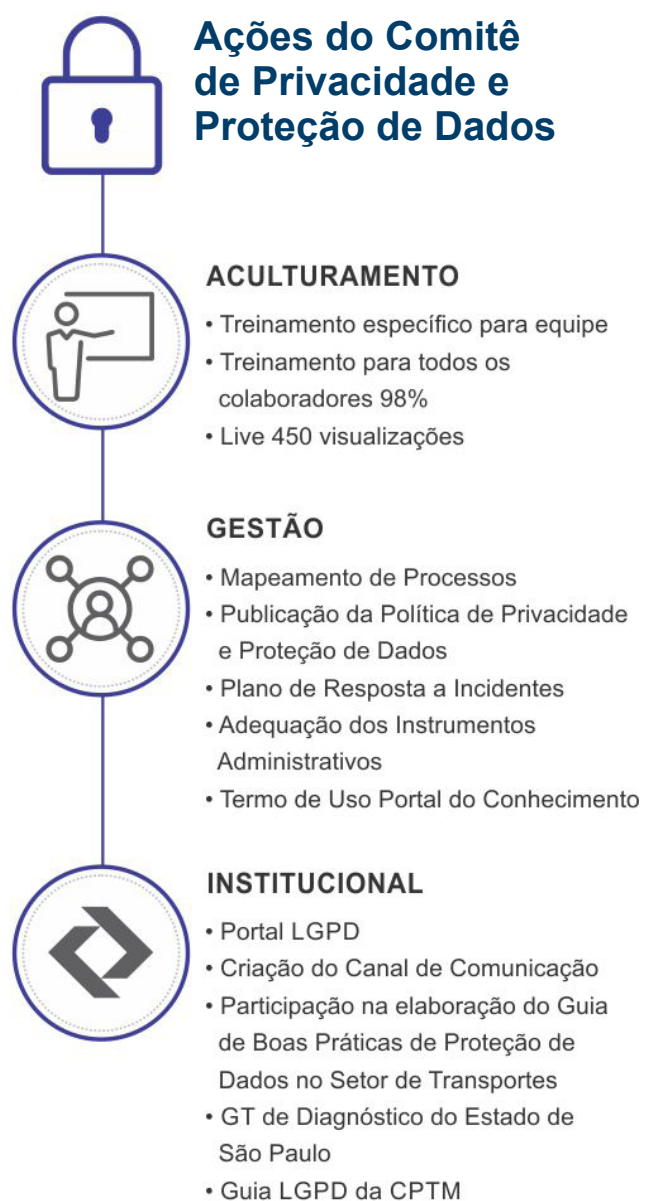 Ações do Comitê
de Privacidade e
Proteção de Dados
ACULTURAMENTO
• Treinamento específico para equipe
• Treinamento para todos os
colaboradores 98%
• Live 450 visualizações
GESTÃO
• Mapeamento de Processos
• Publicação da Política de Privacidade
e Proteção de Dados
• Plano de Resposta a Incidentes
• Adequação dos Instrumentos
Administrativos
• Termo de Uso Portal do Conhecimento
INSTITUCIONAL
• Portal LGPD
• Criação do Canal de Comunicação
• Participação na elaboração do Guia
de Boas Práticas de Proteção de
Dados no Setor de Transportes
• GT de Diagnóstico do Estado de
São Paulo
• Guia LGPD da CPTM